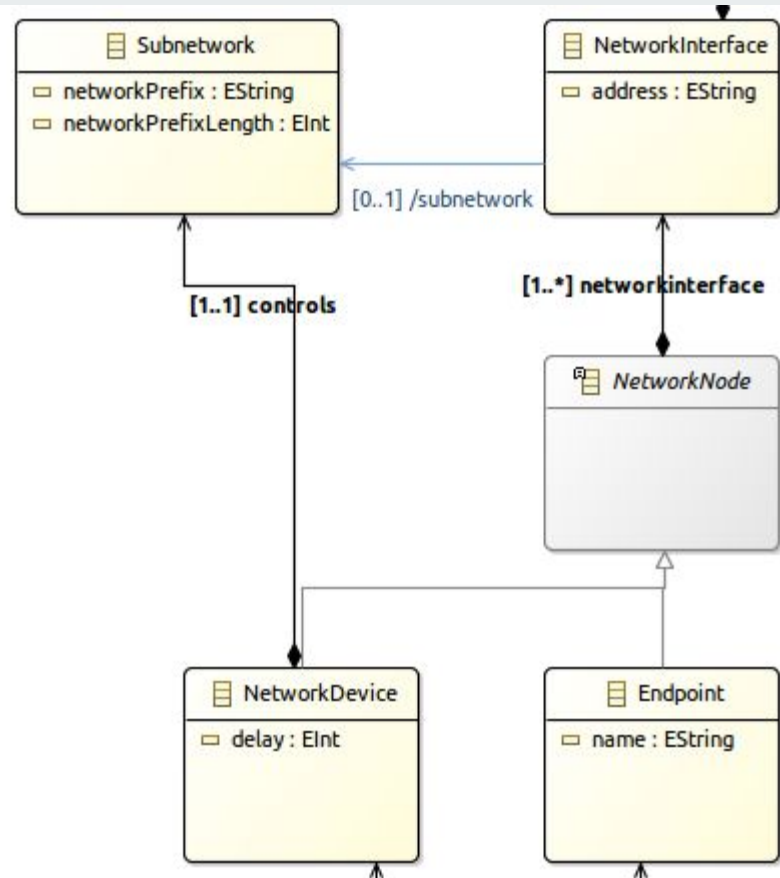 Subnetwork
networkPrefix : EString
networkPrefixLength : EInt
NetworkInterface
address : EString
[0..1] /subnetwork
[1..1] controls
[1..*] networkinterface
NetworkNode
NetworkDevice
delay : EInt
Endpoint
name : EString